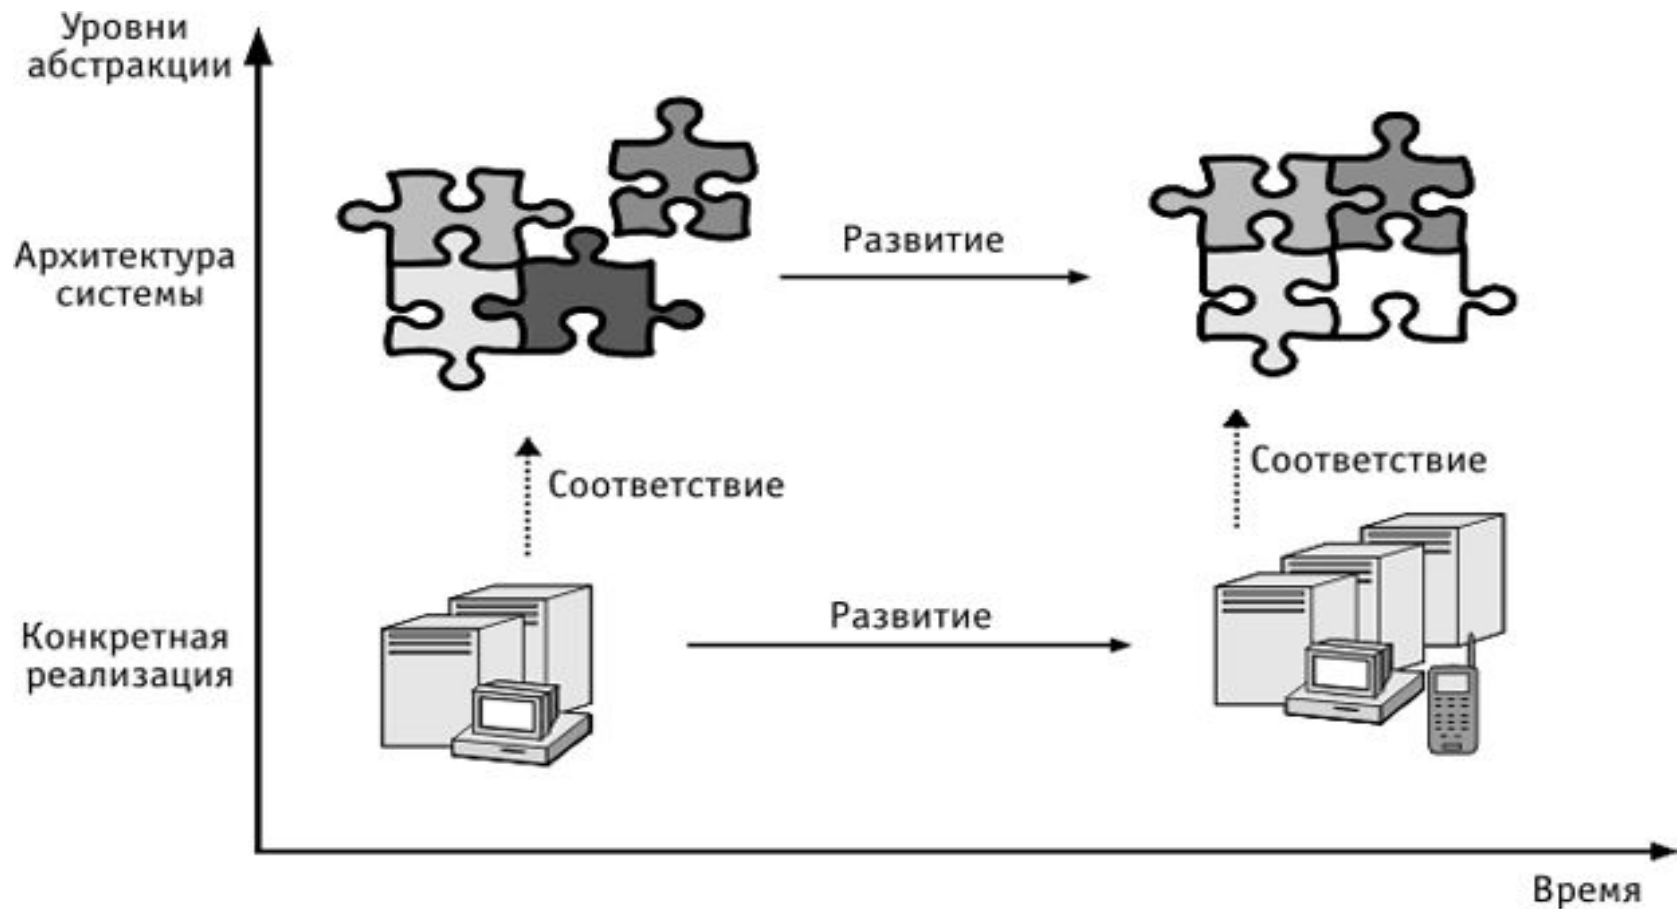 Уровни
абстракции
Архитектура
системы
Развитие
Соответствие
Соответствие
Конкретная
реализация
Развитие
Время